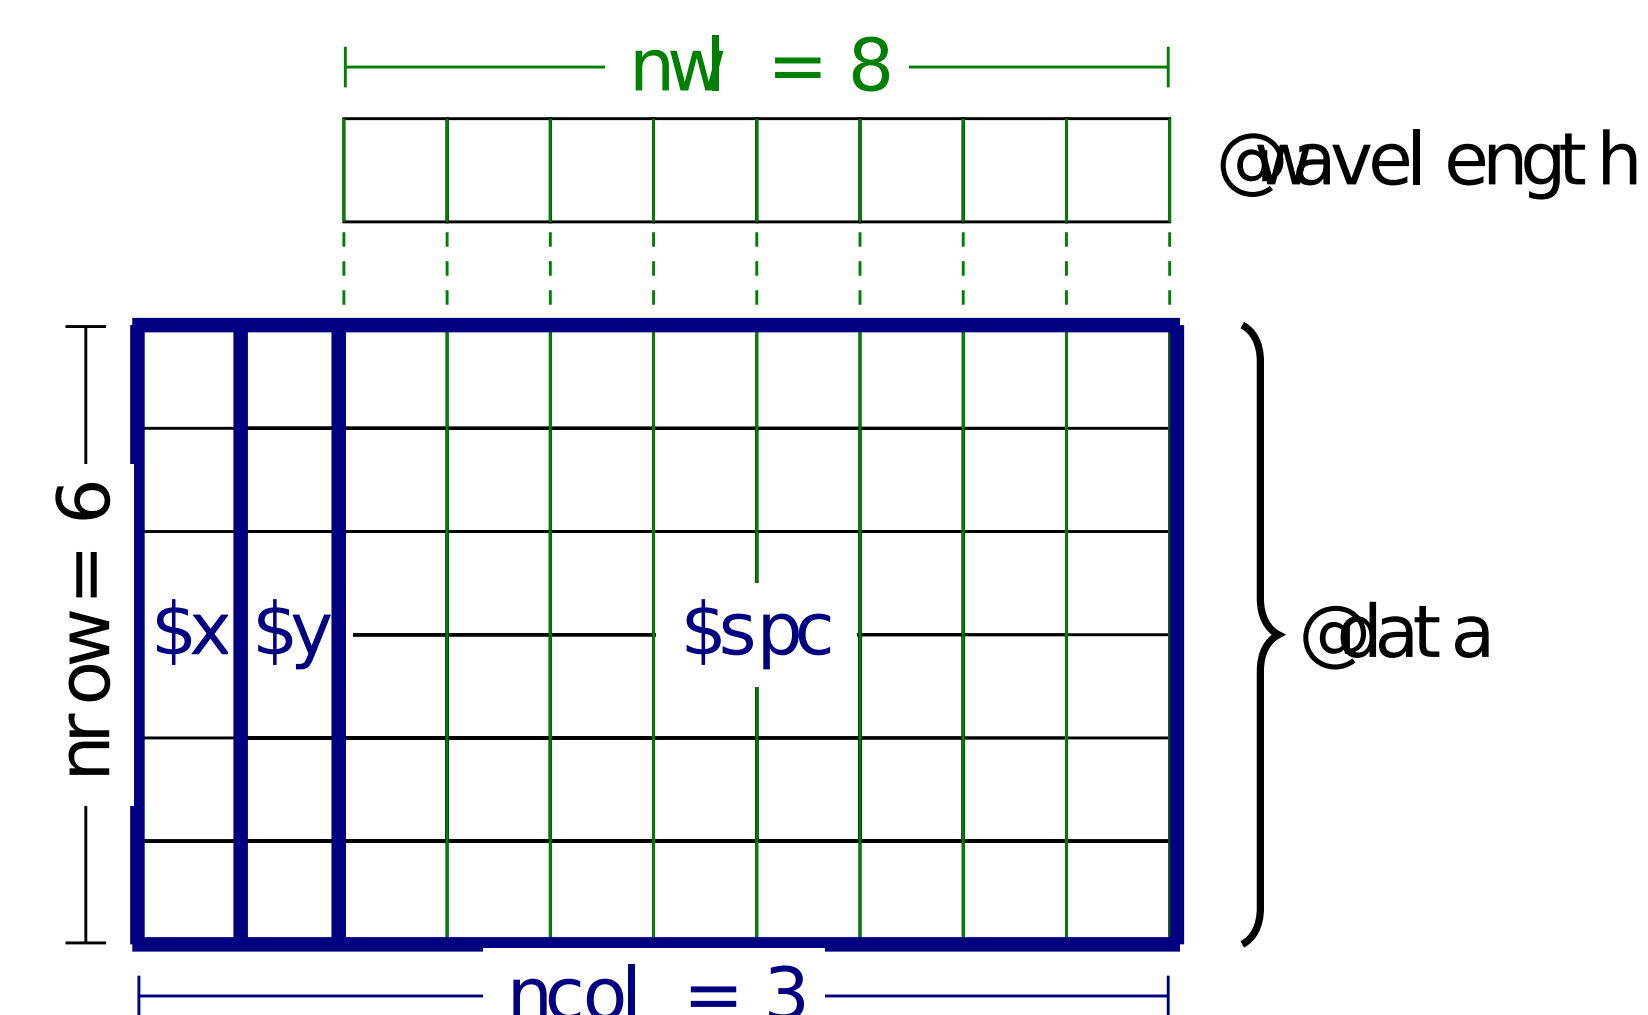 nwl = 8
@wavelength
nrow = 6
$x $y $spc
@data
ncol = 3